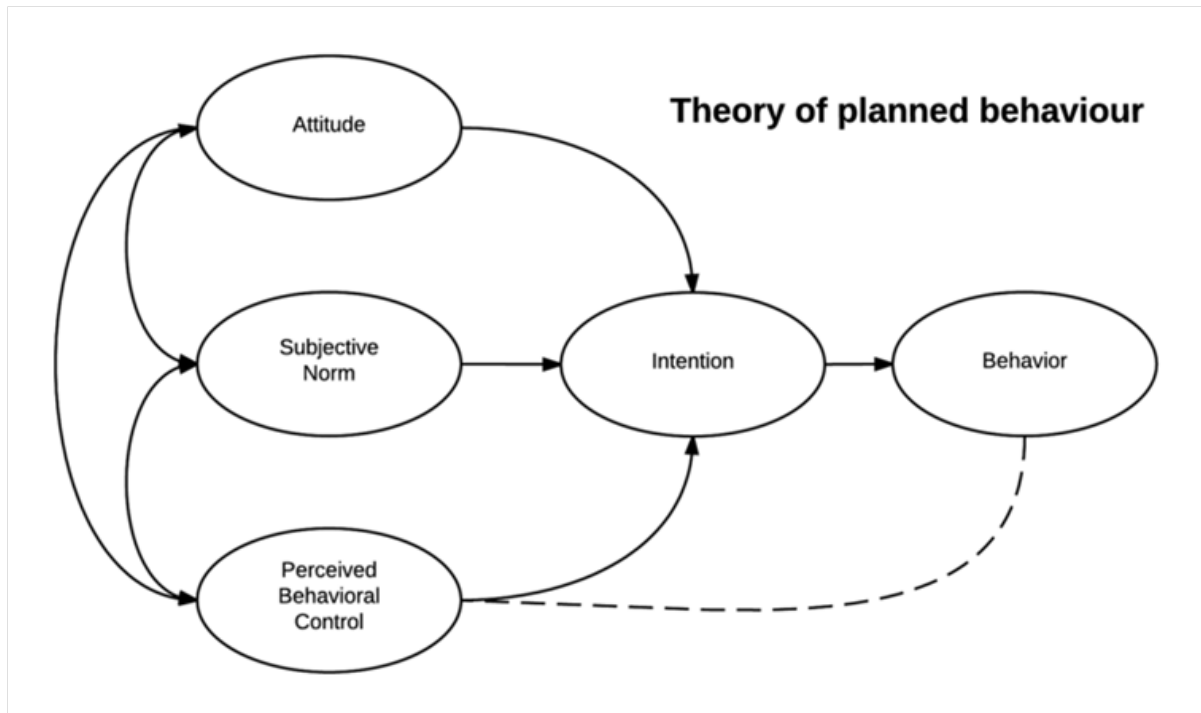 Theory of planned behaviour
Attitude
Subjective
Norm
Intention
Behavior
Perceived
Behavioral
Control